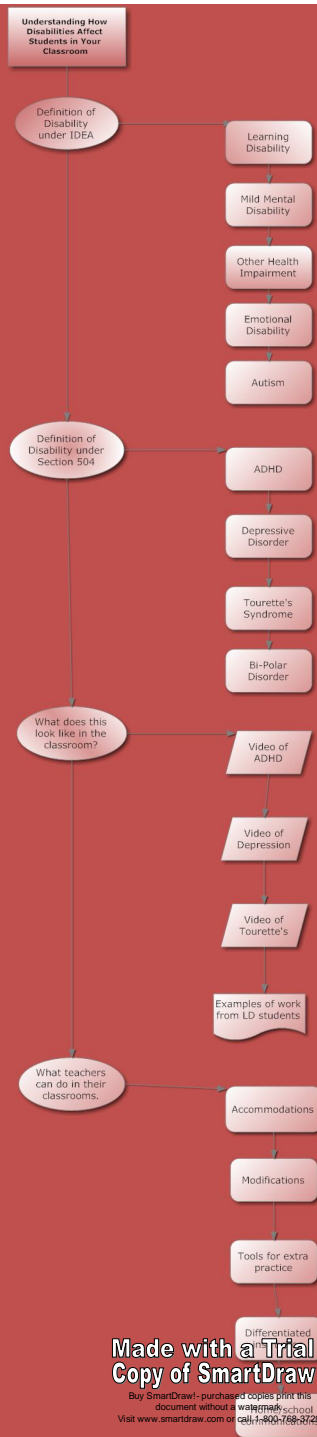 Understanding How
Disabilities Affect
Students in Your
Classroom
Definition of
Disability
under IDEA
Learning
Disability
Mild Mental
Disability
Other Health
Impairment
Emotional
Disability
Autism
Definition of
Disability under
Section 504
ADHD
Depressive
Disorder
Tourette's
Syndrome
Bi-Polar
Disorder
What does this
look like in the
classroom?
Video of
ADHD
Video of
Depression
Video of
Tourette's
Examples of work
from LD students
What teachers
can do in their
classrooms.
Accommodations
Modifications
Tools for extra
practice
Differentiated
Home/school
communications
Made with a Trial
Copy of SmartDraw
Buy SmartDraw!- purchased copies print this
document without a watermark.
Visit www.smartdraw.com or call 1-800-768-372